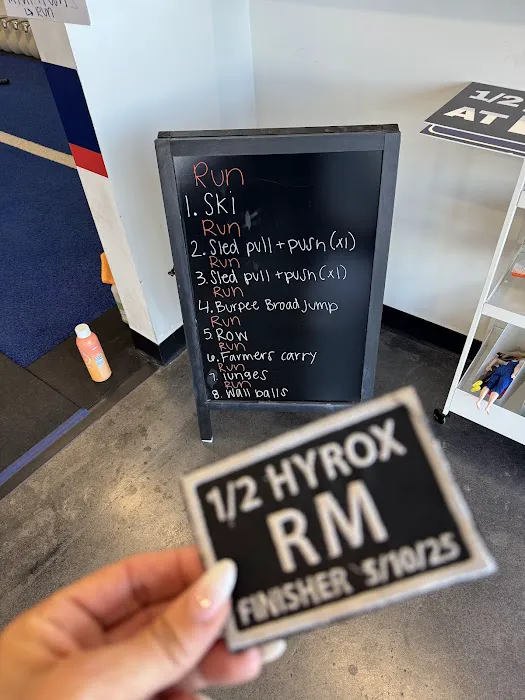 RUN
1/2
AT
Run
1. Ski
Run
2. Sled pull + push (x1)
Run
3. Sled pull + push (x1)
Run
4. Burpee Broad jump
Run
5. Row
Run
6. Farmers carry
Run
7. lunges
Run
8. Wall balls
1/2 HYROX
RM
FINISHER 5/10/25